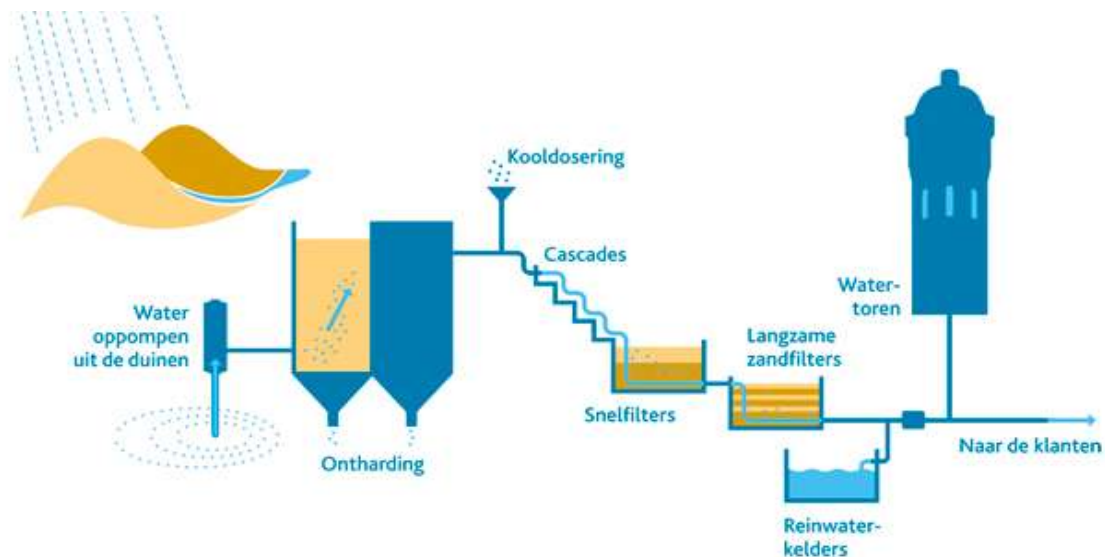 Kooldosering
Cascades
Water
oppompen
uit de duinen
Water-
toren
Langzame
zandfilters
Snelfilters
Ontharding
Naar de klanten
Reinwater-
kelders